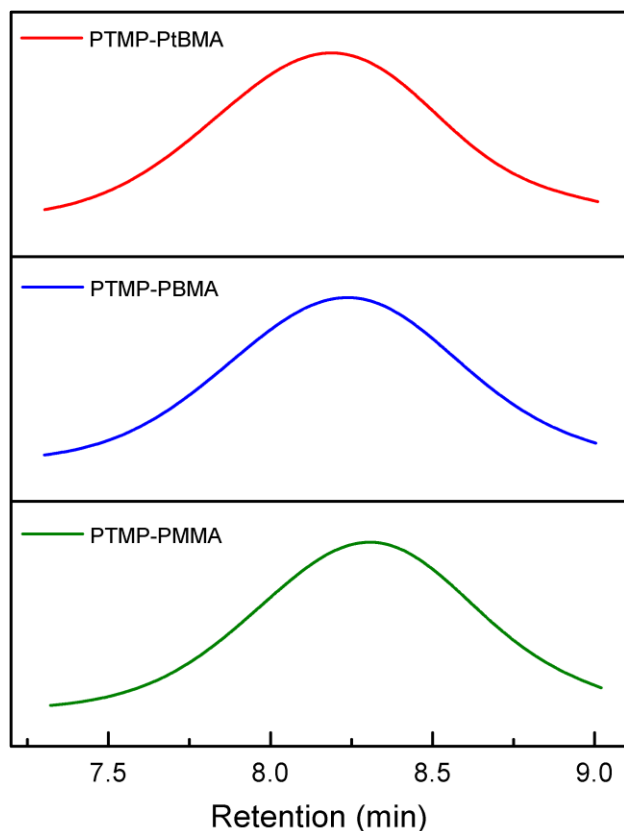 PTMP-PtBMA
PTMP-PBMA
PTMP-PMMA
7.5 8.0 8.5 9.0
Retention (min)